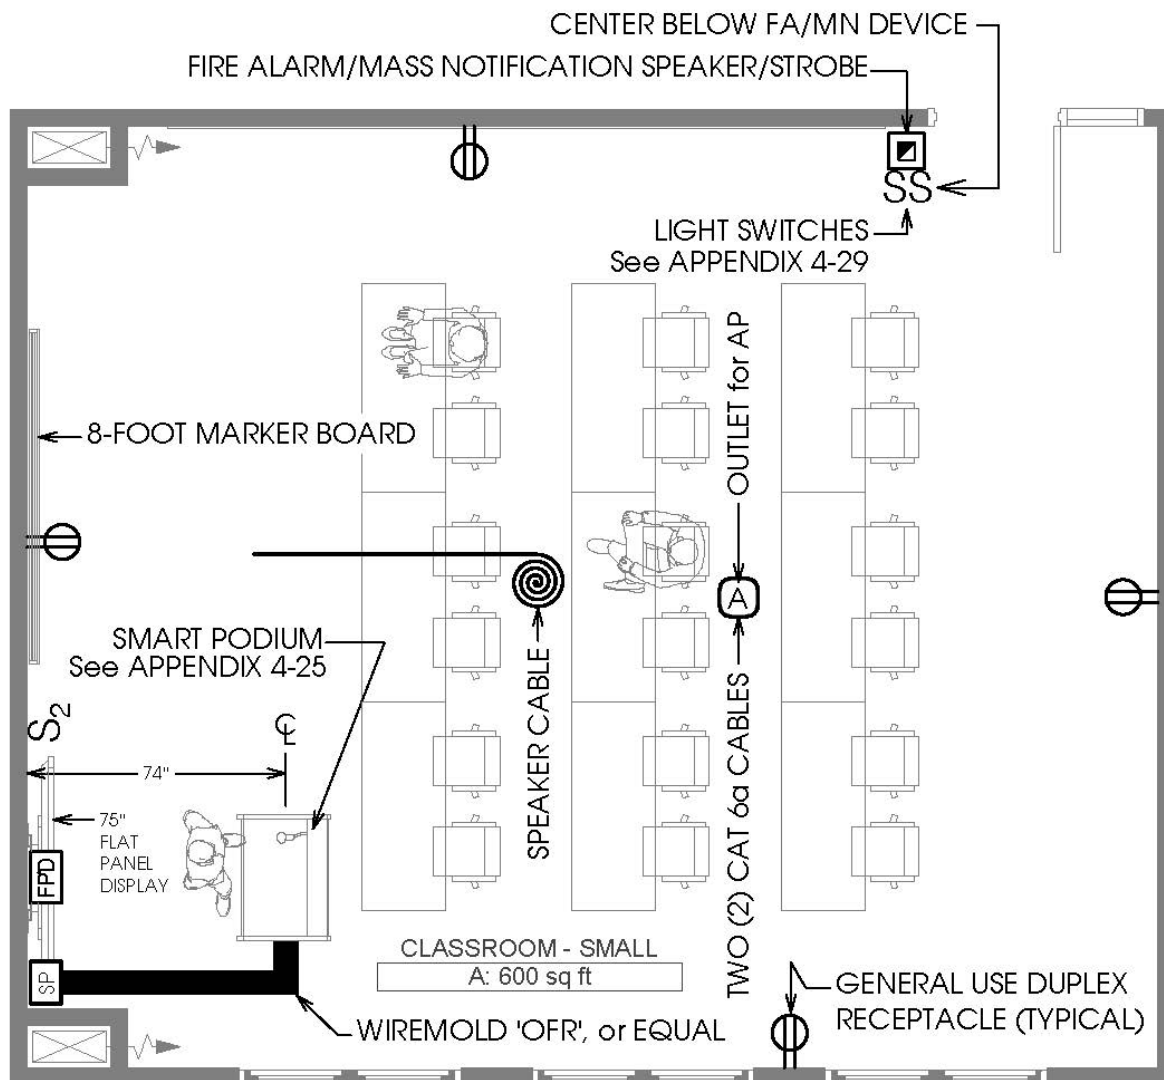 CENTER BELOW FA/MN DEVICE
FIRE ALARM/MASS NOTIFICATION SPEAKER/STROBE
SS
LIGHT SWITCHES
See APPENDIX 4-29
OUTLET for AP
8-FOOT MARKER BOARD
A
SMART PODIUM
See APPENDIX 4-25
SPEAKER CABLE
TWO (2) CAT 6a CABLES
S2
℄
74"
75"
FLAT
PANEL
DISPLAY
FPD
CLASSROOM - SMALL
A: 600 sq ft
SP
GENERAL USE DUPLEX
RECEPTACLE (TYPICAL)
WIREMOLD 'OFR', or EQUAL